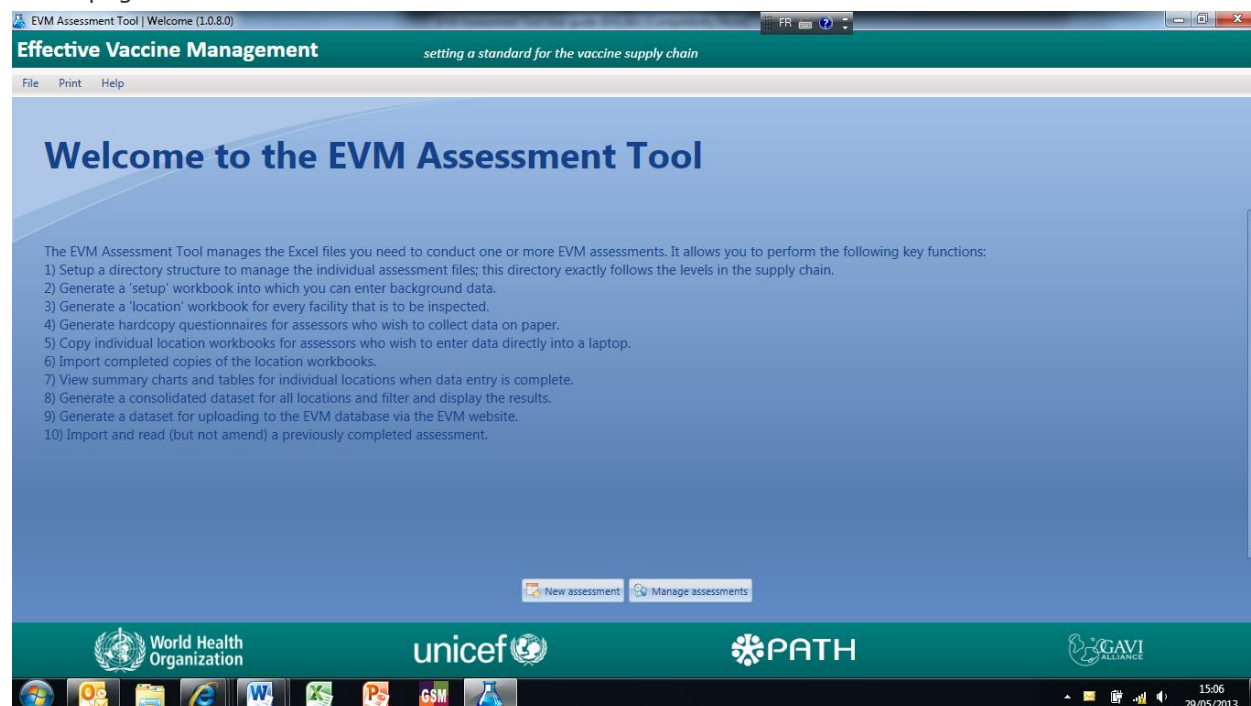 EVM Assessment Tool | Welcome (1.0.8.0)
FR
Effective Vaccine Management
setting a standard for the vaccine supply chain
File Print Help
Welcome to the EVM Assessment Tool
The EVM Assessment Tool manages the Excel files you need to conduct one or more EVM assessments. It allows you to perform the following key functions:
1) Setup a directory structure to manage the individual assessment files; this directory exactly follows the levels in the supply chain.
2) Generate a 'setup' workbook into which you can enter background data.
3) Generate a 'location' workbook for every facility that is to be inspected.
4) Generate hardcopy questionnaires for assessors who wish to collect data on paper.
5) Copy individual location workbooks for assessors who wish to enter data directly into a laptop.
6) Import completed copies of the location workbooks.
7) View summary charts and tables for individual locations when data entry is complete.
8) Generate a consolidated dataset for all locations and filter and display the results.
9) Generate a dataset for uploading to the EVM database via the EVM website.
10) Import and read (but not amend) a previously completed assessment.
New assessment Manage assessments
World Health
Organization
unicef
PATH
GAVI
ALLIANCE
GSM
15:06
29/05/2013